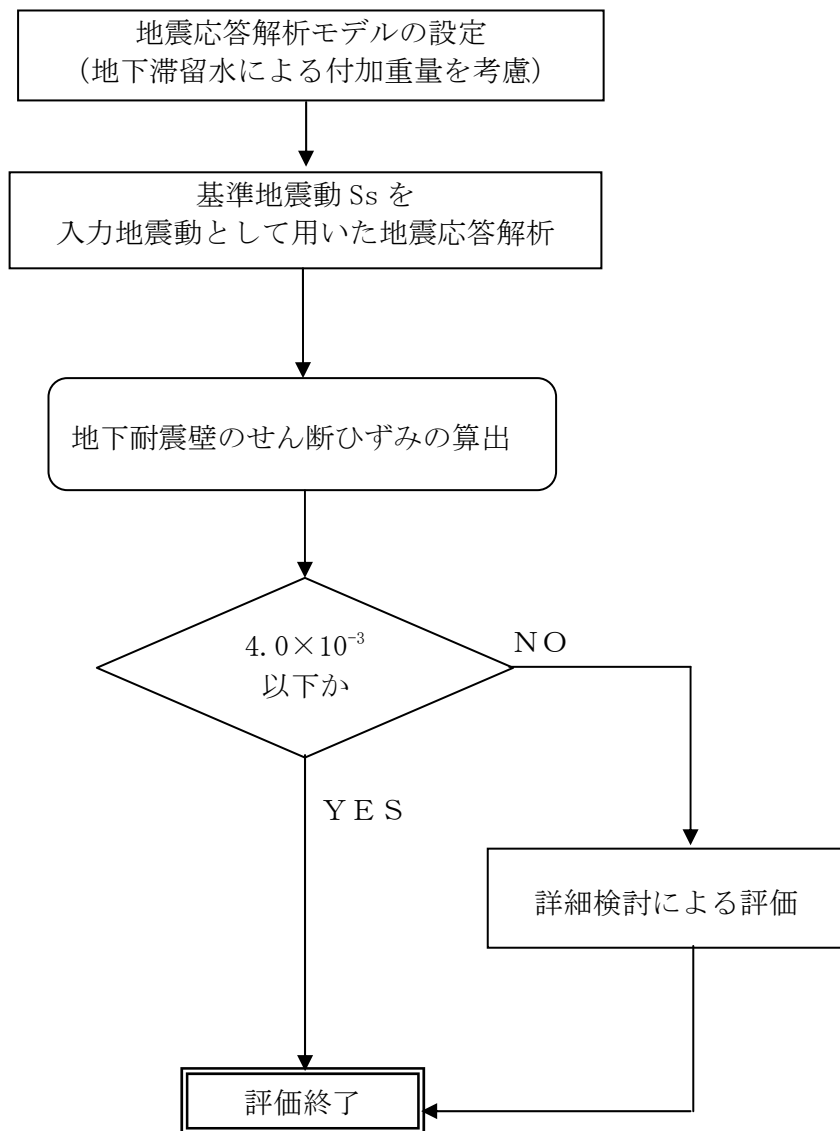 地震応答解析モデルの設定
（地下滞留水による付加重量を考慮）
基準地震動 Ss を
入力地震動として用いた地震応答解析
地下耐震壁のせん断ひずみの算出
4.0×10⁻³
以下か
ＮＯ
ＹＥＳ
詳細検討による評価
評価終了